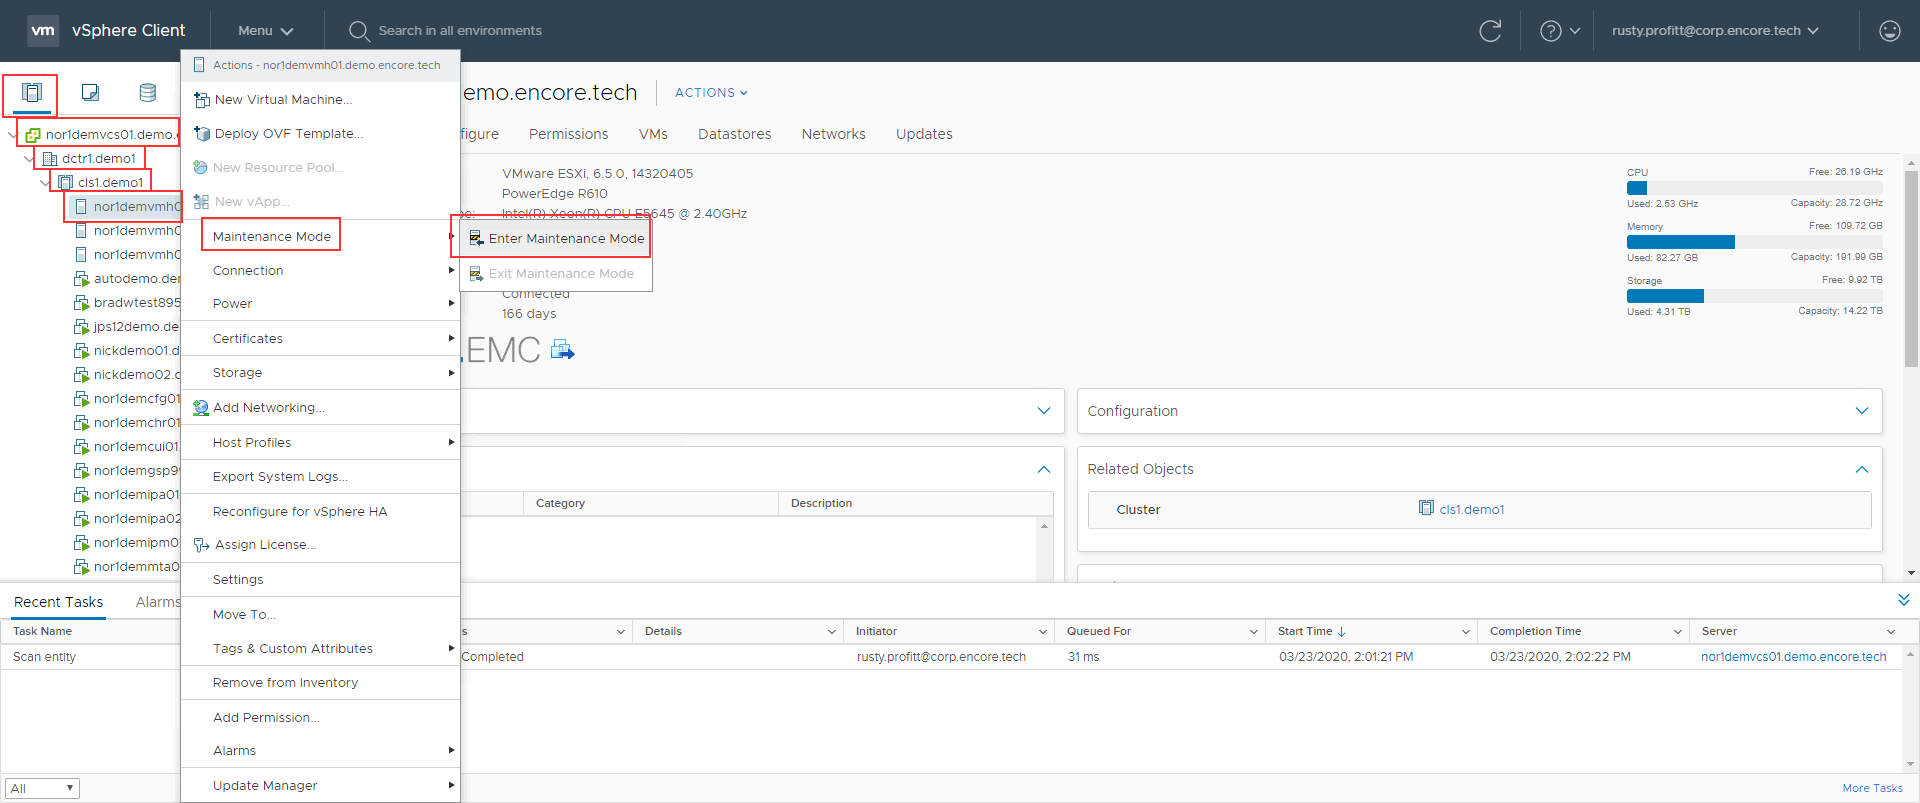 vm vSphere Client Menu Search in all environments rusty.profitt@corp.encore.tech
Actions - nor1demvmh01.demo.encore.tech
New Virtual Machine...
Deploy OVF Template...
New Resource Pool...
New vApp...
Maintenance Mode
Connection
Power
Certificates
Storage
Add Networking...
Host Profiles
Export System Logs...
Reconfigure for vSphere HA
Assign License...
Settings
Move To...
Tags & Custom Attributes
Remove from Inventory
Add Permission...
Alarms
Update Manager
Enter Maintenance Mode
Exit Maintenance Mode
nor1demvcs01.demo.
dctr1.demo1
cls1.demo1
nor1demvmh0
nor1demvmh0
nor1demvmh0
autodemo.de
bradwtest895
jps12demo.de
nickdemo01.d
nickdemo02.c
nor1demcfg01
nor1demchr01
nor1demcui01
nor1demgsp99
nor1demipa01
nor1demipa02
nor1demipm0
nor1demmta0
emo.encore.tech ACTIONS
figure Permissions VMs Datastores Networks Updates
VMware ESXi, 6.5.0, 14320405
PowerEdge R610
pe: Intel(R) Xeon(R) CPU E5645 @ 2.40GHz
Connected
166 days
.EMC
CPU Free: 26.19 GHz
Used: 2.53 GHz Capacity: 28.72 GHz
Memory Free: 109.72 GB
Used: 82.27 GB Capacity: 191.99 GB
Storage Free: 9.92 TB
Used: 4.31 TB Capacity: 14.22 TB
Configuration
Related Objects
Cluster cls1.demo1
Category Description
Recent Tasks Alarms
Task Name s Details Initiator Queued For Start Time Completion Time Server
Scan entity Completed rusty.profitt@corp.encore.tech 31 ms 03/23/2020, 2:01:21 PM 03/23/2020, 2:02:22 PM nor1demvcs01.demo.encore.tech
All More Tasks